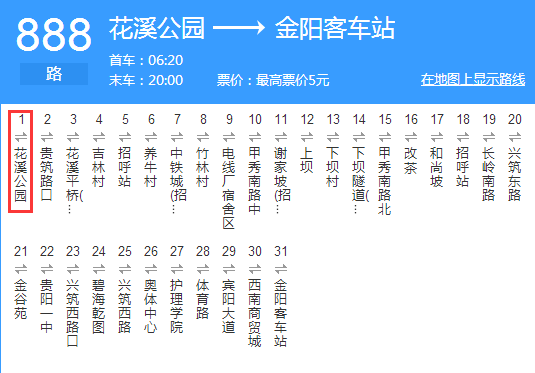 888
路
花溪公园 → 金阳客车站
首车: 06:20
末车: 20:00 票价: 最高票价5元
在地图上显示路线
1 2 3 4 5 6 7 8 9 10 11 12 13 14 15 16 17 18 19 20
花溪公园
贵筑路口
花溪平桥(…
吉林村
招呼站
养牛村
中铁城(招…
竹林村
电线厂宿舍区
甲秀南路中
谢家坡(招…
上坝
下坝村
下坝隧道(…
甲秀南路北
改茶
和尚坡
招呼站
长岭南路
兴筑东路
21 22 23 24 25 26 27 28 29 30 31
金谷苑
贵阳一中
兴筑西路口
碧海乾图
兴筑西路
奥体中心
护理学院
体育路
宾阳大道
西南商贸城
金阳客车站